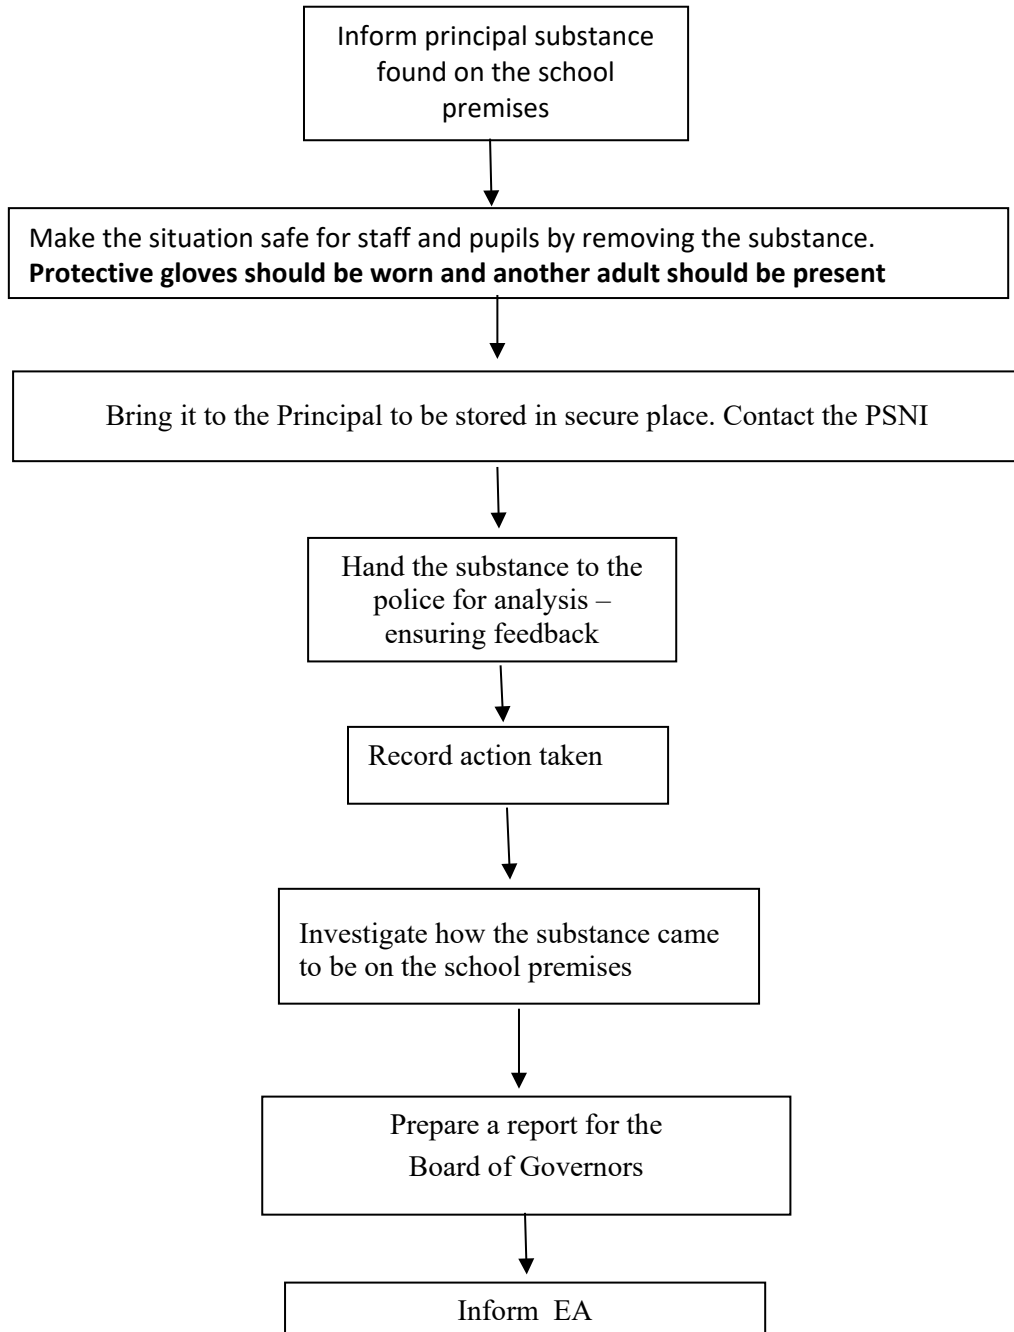 Inform principal substance
found on the school
premises
Make the situation safe for staff and pupils by removing the substance.
Protective gloves should be worn and another adult should be present
Bring it to the Principal to be stored in secure place. Contact the PSNI
Hand the substance to the
police for analysis –
ensuring feedback
Record action taken
Investigate how the substance came
to be on the school premises
Prepare a report for the
Board of Governors
Inform  EA